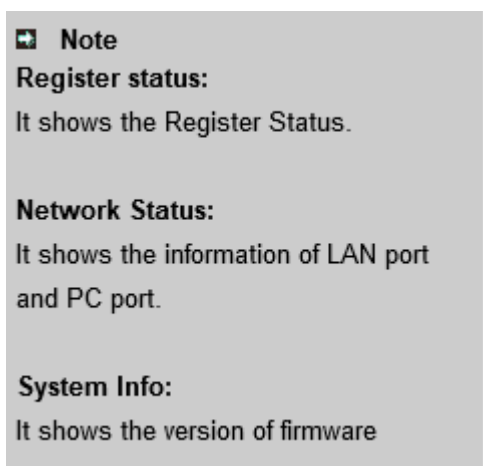 Note
Register status:
It shows the Register Status.
Network Status:
It shows the information of LAN port
and PC port.
System Info:
It shows the version of firmware